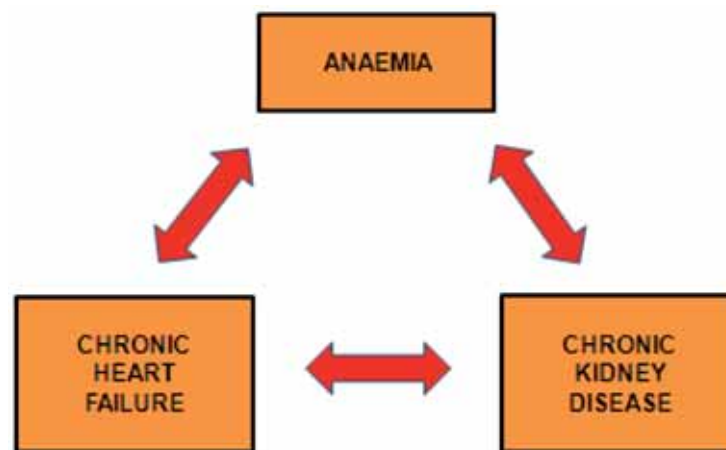 ANAEMIA
CHRONIC
HEART
FAILURE
CHRONIC
KIDNEY
DISEASE